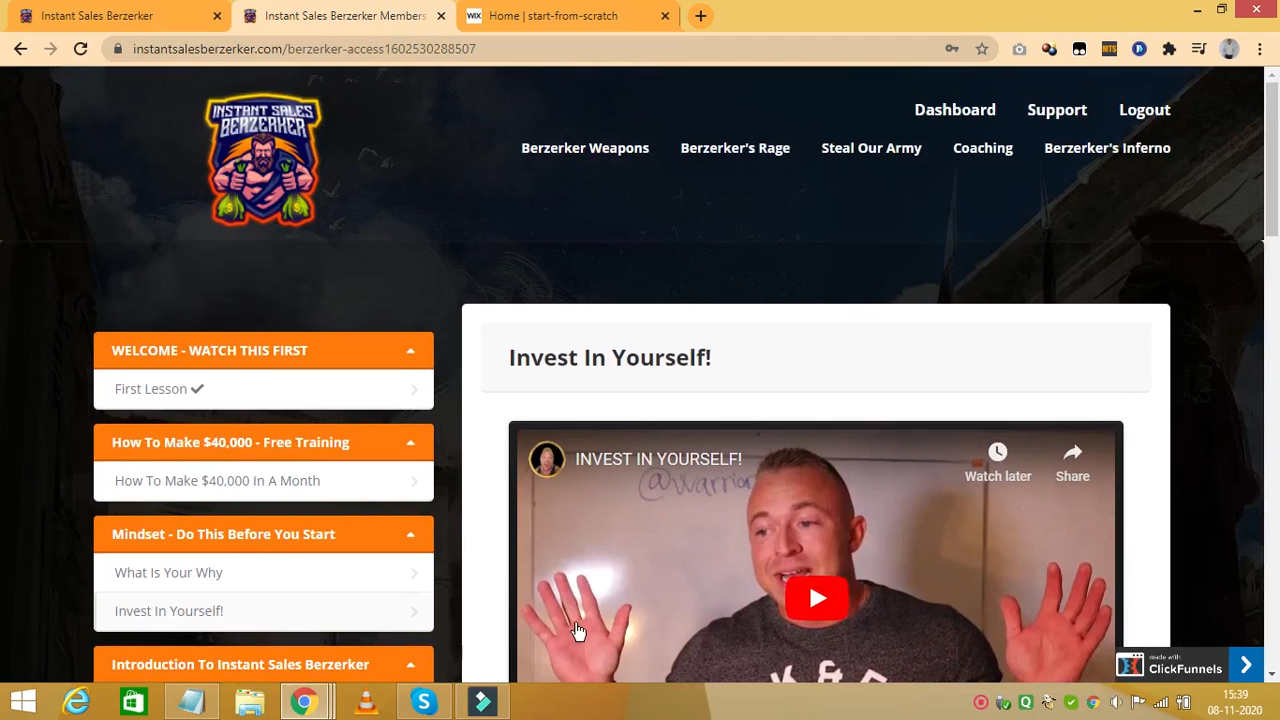 Instant Sales Berzerker
Instant Sales Berzerker Members
WIX
Home | start-from-scratch
instantsalesberzerker.com/berzerker-access1602530288507
MTS
INSTANT SALES
BERZERKER
Dashboard
Support
Logout
Berzerker Weapons
Berzerker's Rage
Steal Our Army
Coaching
Berzerker's Inferno
WELCOME - WATCH THIS FIRST
First Lesson
How To Make $40,000 - Free Training
How To Make $40,000 In A Month
Mindset - Do This Before You Start
What Is Your Why
Invest In Yourself!
Introduction To Instant Sales Berzerker
Invest In Yourself!
INVEST IN YOURSELF!
Watch later
Share
@warrior
made with
ClickFunnels
15:39
08-11-2020